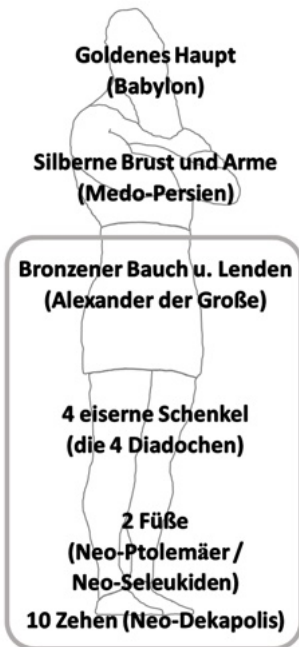 Goldenes Haupt
(Babylon)
Silberne Brust und Arme
(Medo-Persien)
Bronzener Bauch u. Lenden
(Alexander der Große)
4 eiserne Schenkel
(die 4 Diadochen)
2 Füße
(Neo-Ptolemäer /
Neo-Seleukiden)
10 Zehen (Neo-Dekapolis)